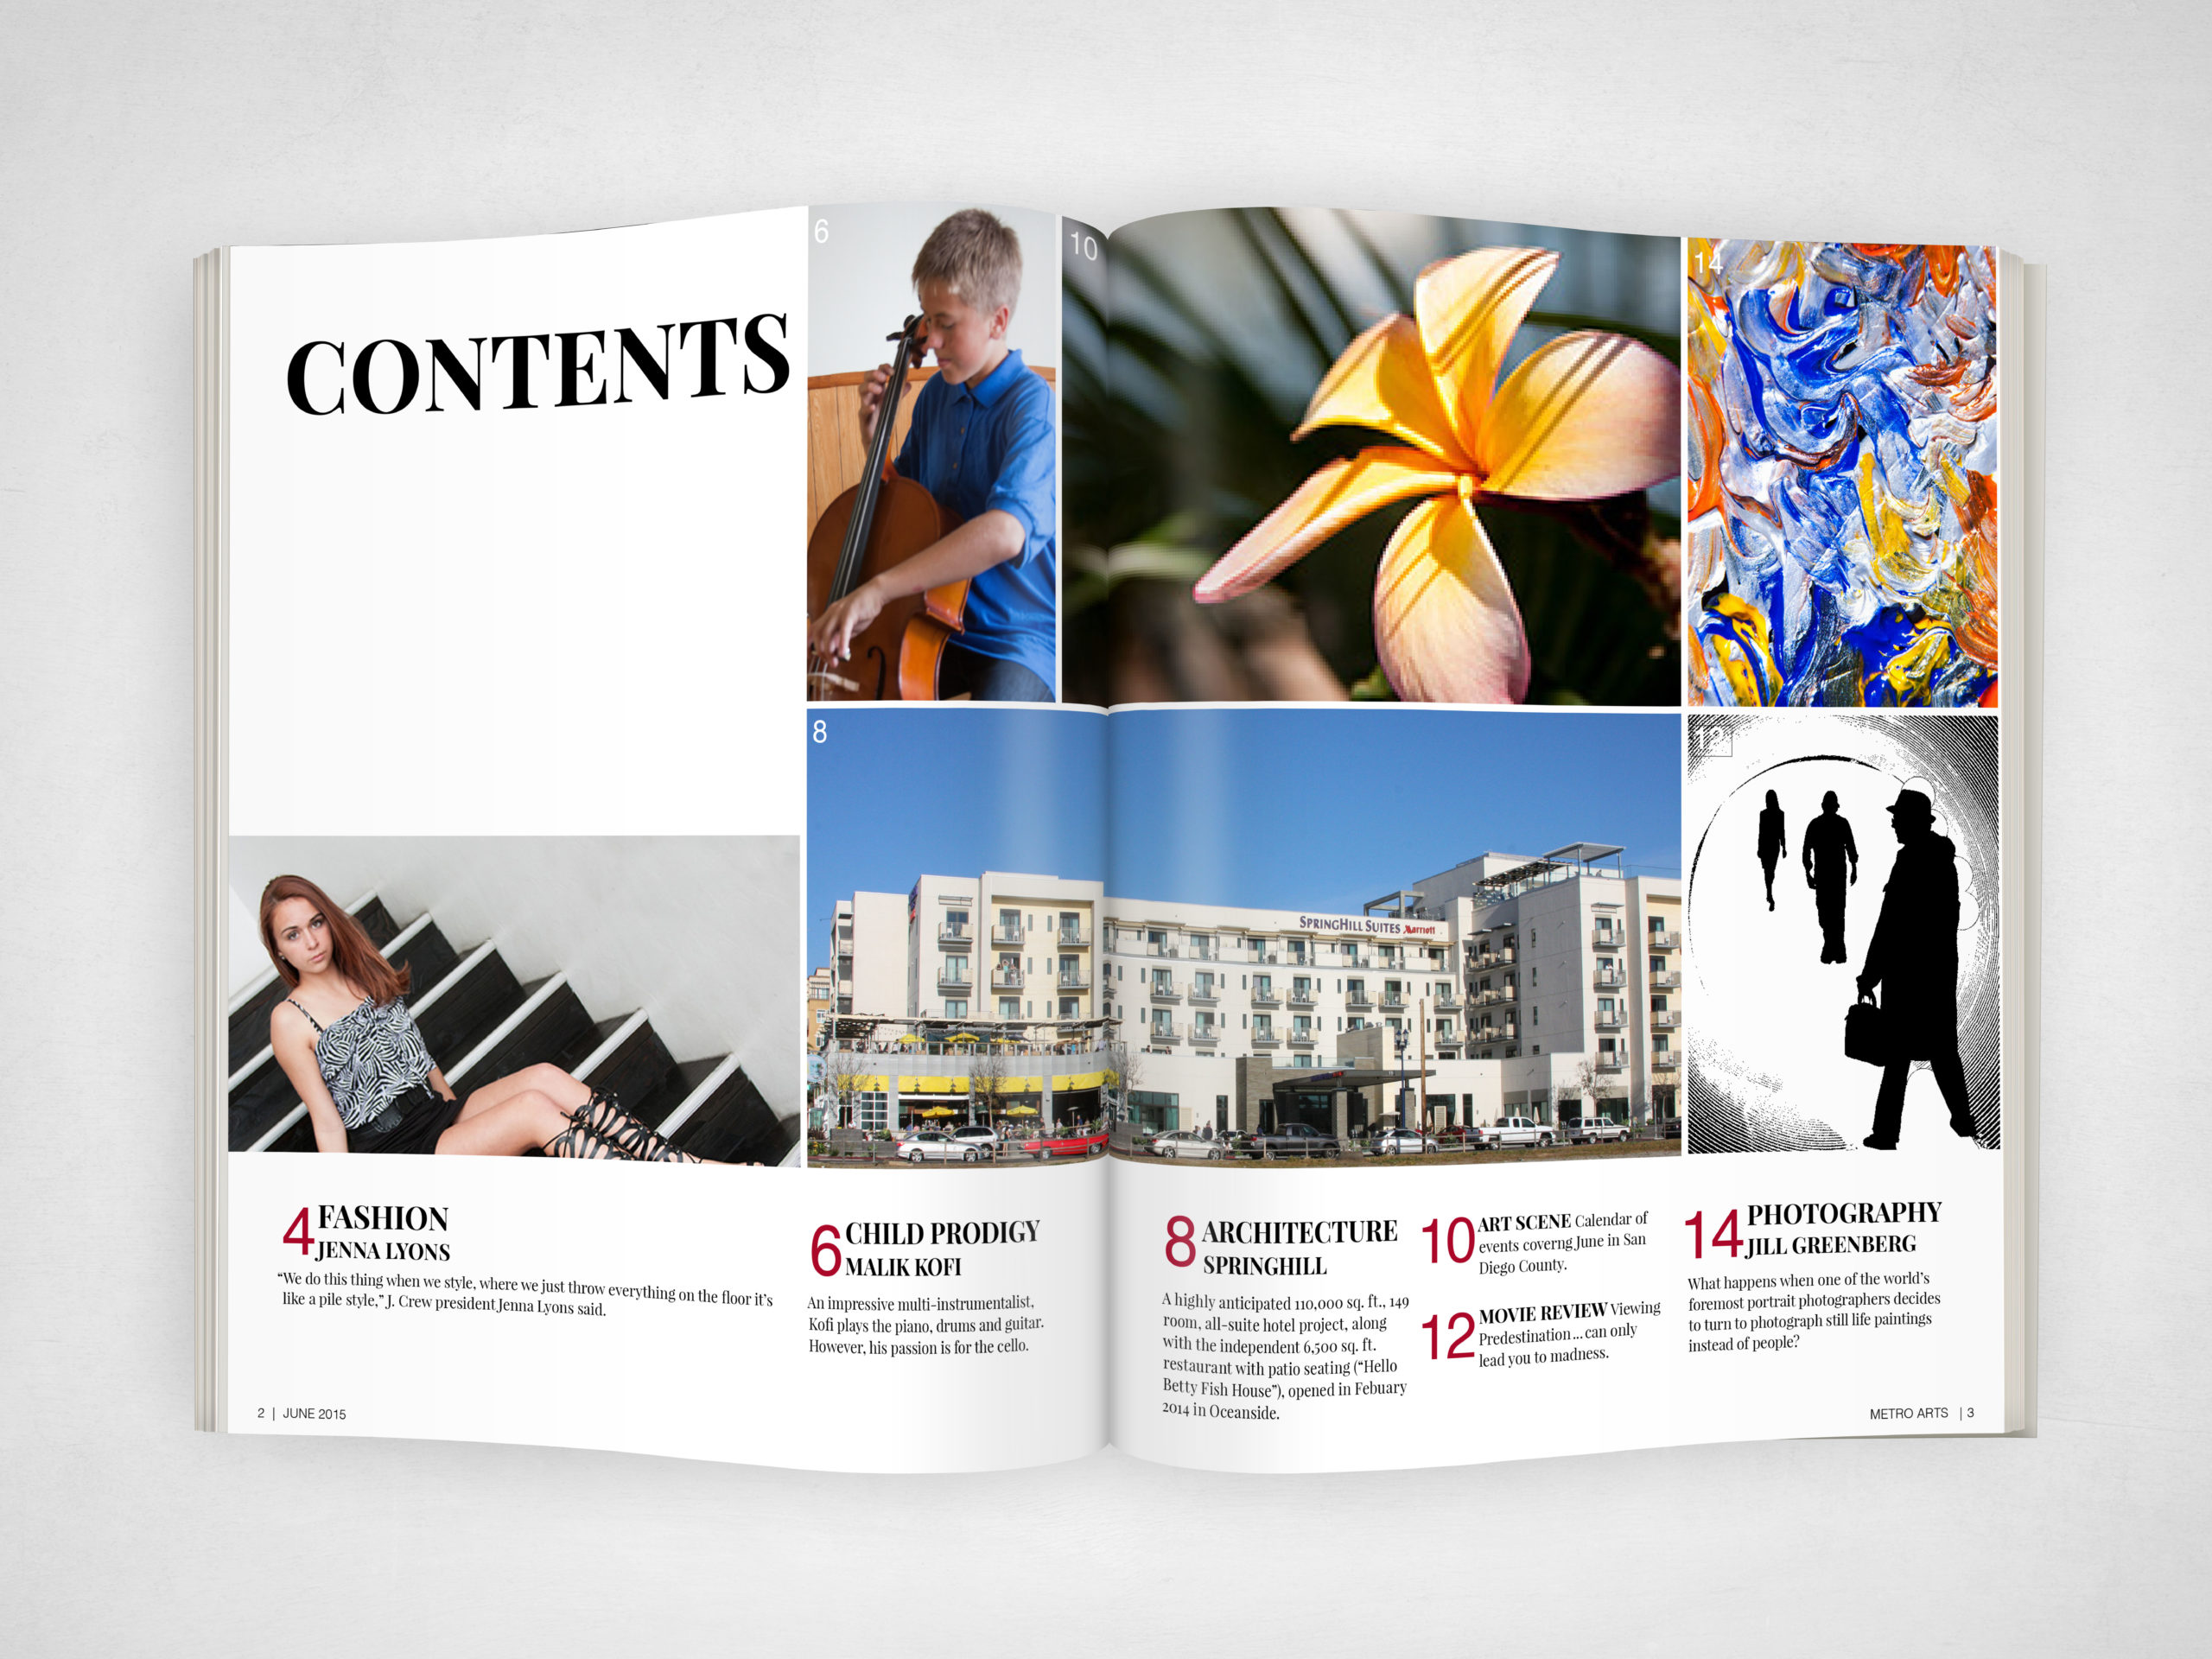 CONTENTS
6
10
14
8
SPRINGHILL SUITES Marriott
12
4 FASHION
JENNA LYONS
“We do this thing when we style, where we just throw everything on the floor it’s
like a pile style,” J. Crew president Jenna Lyons said.
6 CHILD PRODIGY
MALIK KOFI
An impressive multi-instrumentalist,
Kofi plays the piano, drums and guitar.
However, his passion is for the cello.
8 ARCHITECTURE
SPRINGHILL
A highly anticipated 110,000 sq. ft., 149
room, all-suite hotel project, along
with the independent 6,500 sq. ft.
restaurant with patio seating (“Hello
Betty Fish House”), opened in Febuary
2014 in Oceanside.
10 ART SCENE Calendar of
events coverng June in San
Diego County.
12 MOVIE REVIEW Viewing
Predestination ... can only
lead you to madness.
14 PHOTOGRAPHY
JILL GREENBERG
What happens when one of the world’s
foremost portrait photographers decides
to turn to photograph still life paintings
instead of people?
2 | JUNE 2015
METRO ARTS | 3